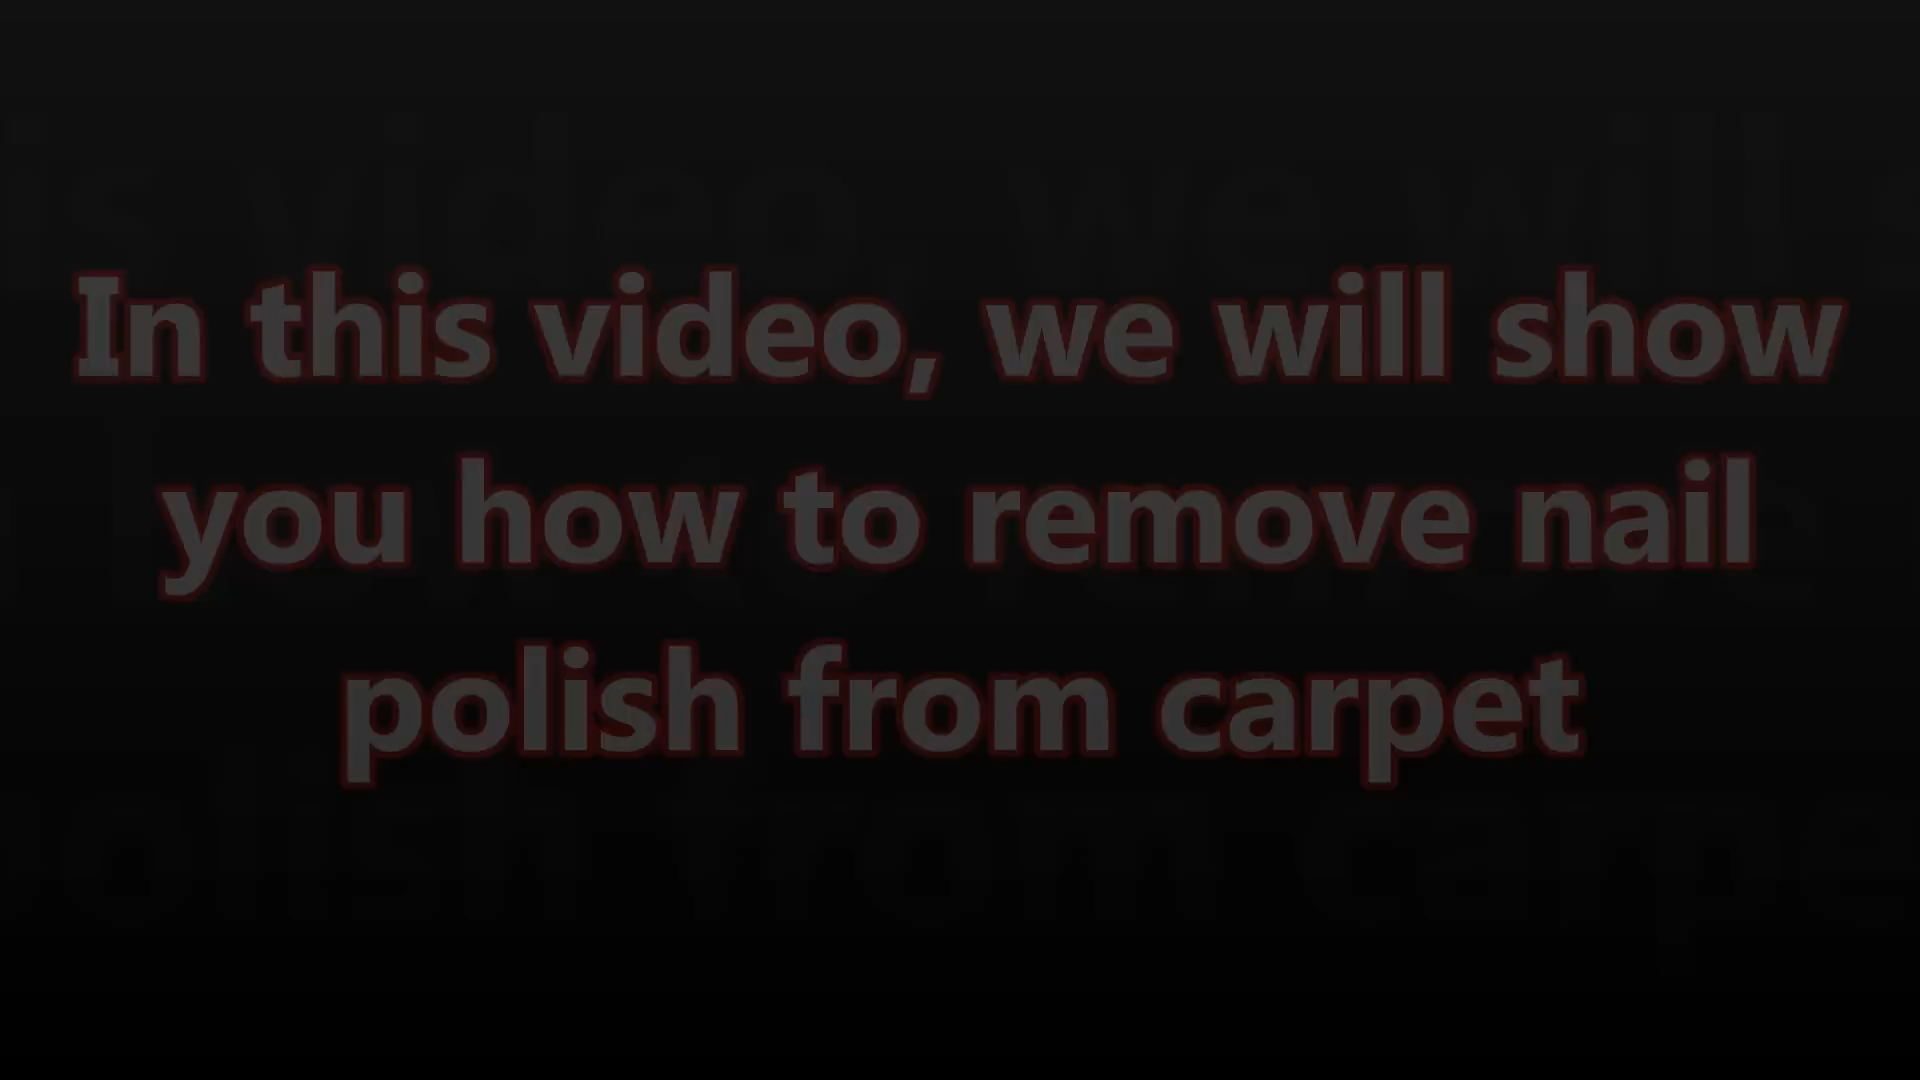 In this video, we will show
you how to remove nail
polish from carpet